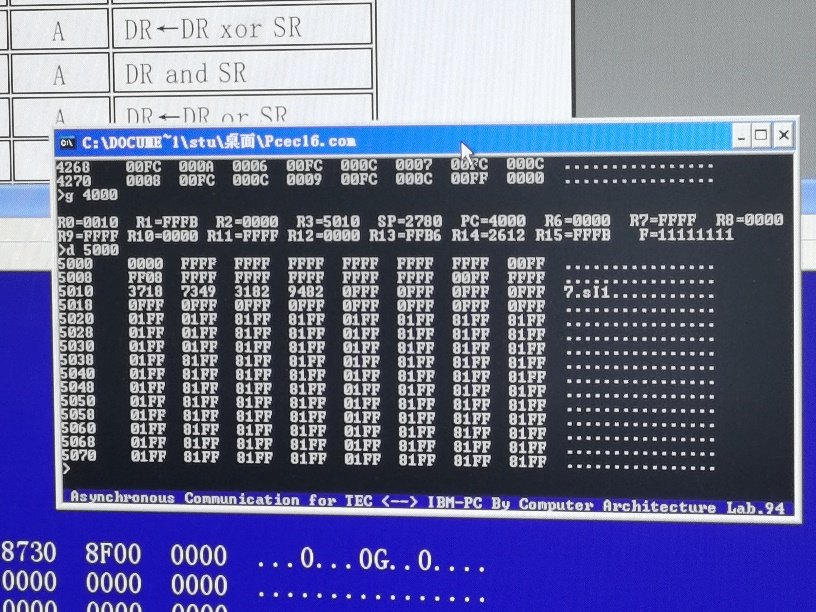 A DR←DR xor SR
A DR and SR
A DR←DR or SR
C:\DOCUME~1\stu\桌面\Pcec16.com
4268 00FC 000A 0006 00FC 000C 0007 00FC 000C ................
4270 0008 00FC 000C 0009 00FC 000C 00FF 0000 ................
>g 4000
R0=0010 R1=FFFB R2=0000 R3=5010 SP=2780 PC=4000 R6=0000 R7=FFFF R8=0000
R9=FFFF R10=0000 R11=FFFF R12=0000 R13=FFB6 R14=2612 R15=FFFB F=11111111
>d 5000
5000 0000 FFFF FFFF FFFF FFFF FFFF FFFF 00FF ................
5008 FF08 FFFF FFFF FFFF FFFF FFFF 00FF FFFF ................
5010 3718 7349 3182 9482 0FFF 0FFF 0FFF 0FFF 7.sI1...........
5018 0FFF 0FFF 0FFF 0FFF 0FFF 0FFF 0FFF 0FFF ................
5020 01FF 81FF 81FF 81FF 01FF 81FF 81FF 81FF ................
5028 01FF 81FF 81FF 81FF 01FF 81FF 81FF 81FF ................
5030 01FF 81FF 81FF 81FF 01FF 81FF 81FF 81FF ................
5038 01FF 81FF 81FF 81FF 01FF 81FF 81FF 81FF ................
5040 01FF 81FF 81FF 81FF 01FF 81FF 81FF 81FF ................
5048 01FF 81FF 81FF 81FF 01FF 81FF 81FF 81FF ................
5050 01FF 81FF 81FF 81FF 01FF 81FF 81FF 81FF ................
5058 01FF 81FF 81FF 81FF 01FF 81FF 81FF 81FF ................
5060 01FF 81FF 81FF 81FF 01FF 81FF 81FF 81FF ................
5068 01FF 81FF 81FF 81FF 01FF 81FF 81FF 81FF ................
5070 01FF 81FF 81FF 81FF 01FF 81FF 81FF 81FF ................
>
Asynchronous Communication for TEC <--> IBM-PC By Computer Architecture Lab.94
8730 8F00 0000 ...0...0G..0....
0000 0000 0000 ................
0000 0000 0000